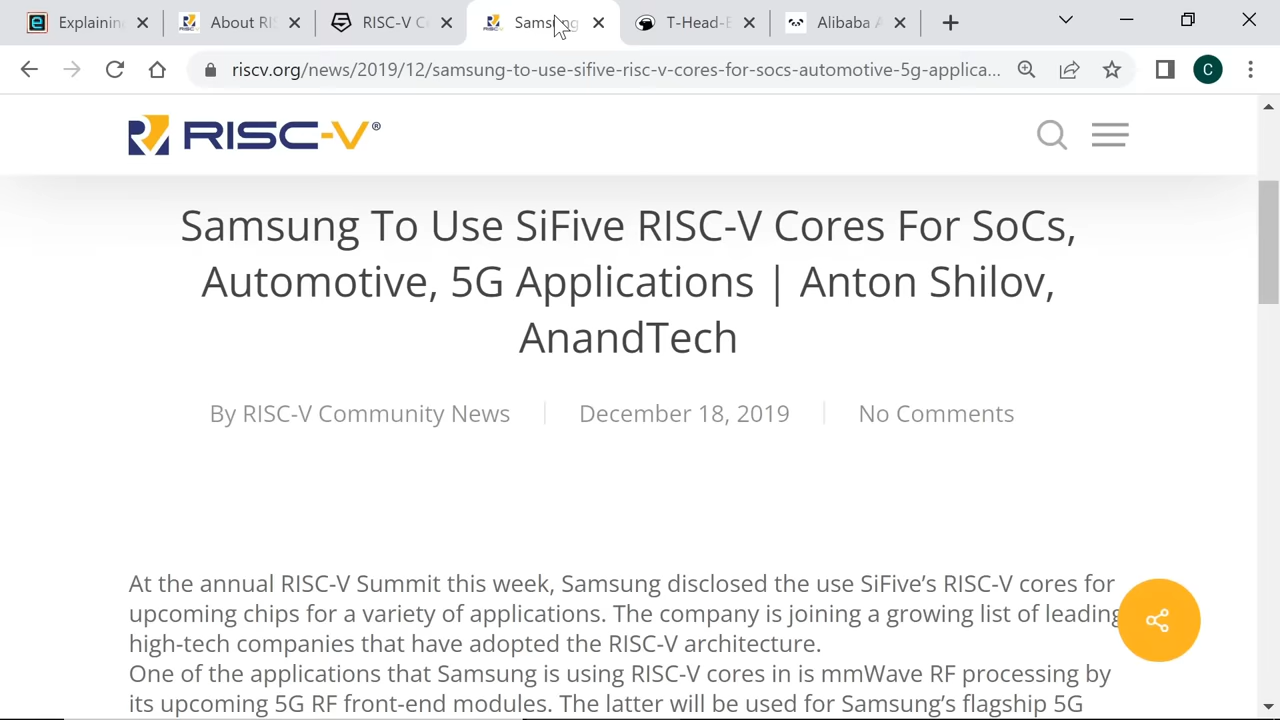 Explainin
About RI
RISC-V C
Samsung
T-Head-
Alibaba A
riscv.org/news/2019/12/samsung-to-use-sifive-risc-v-cores-for-socs-automotive-5g-applica...
C
RISC-V®
Samsung To Use SiFive RISC-V Cores For SoCs,
Automotive, 5G Applications | Anton Shilov,
AnandTech
By RISC-V Community News
December 18, 2019
No Comments
At the annual RISC-V Summit this week, Samsung disclosed the use SiFive’s RISC-V cores for
upcoming chips for a variety of applications. The company is joining a growing list of leading
high-tech companies that have adopted the RISC-V architecture.
One of the applications that Samsung is using RISC-V cores in is mmWave RF processing by
its upcoming 5G RF front-end modules. The latter will be used for Samsung’s flagship 5G